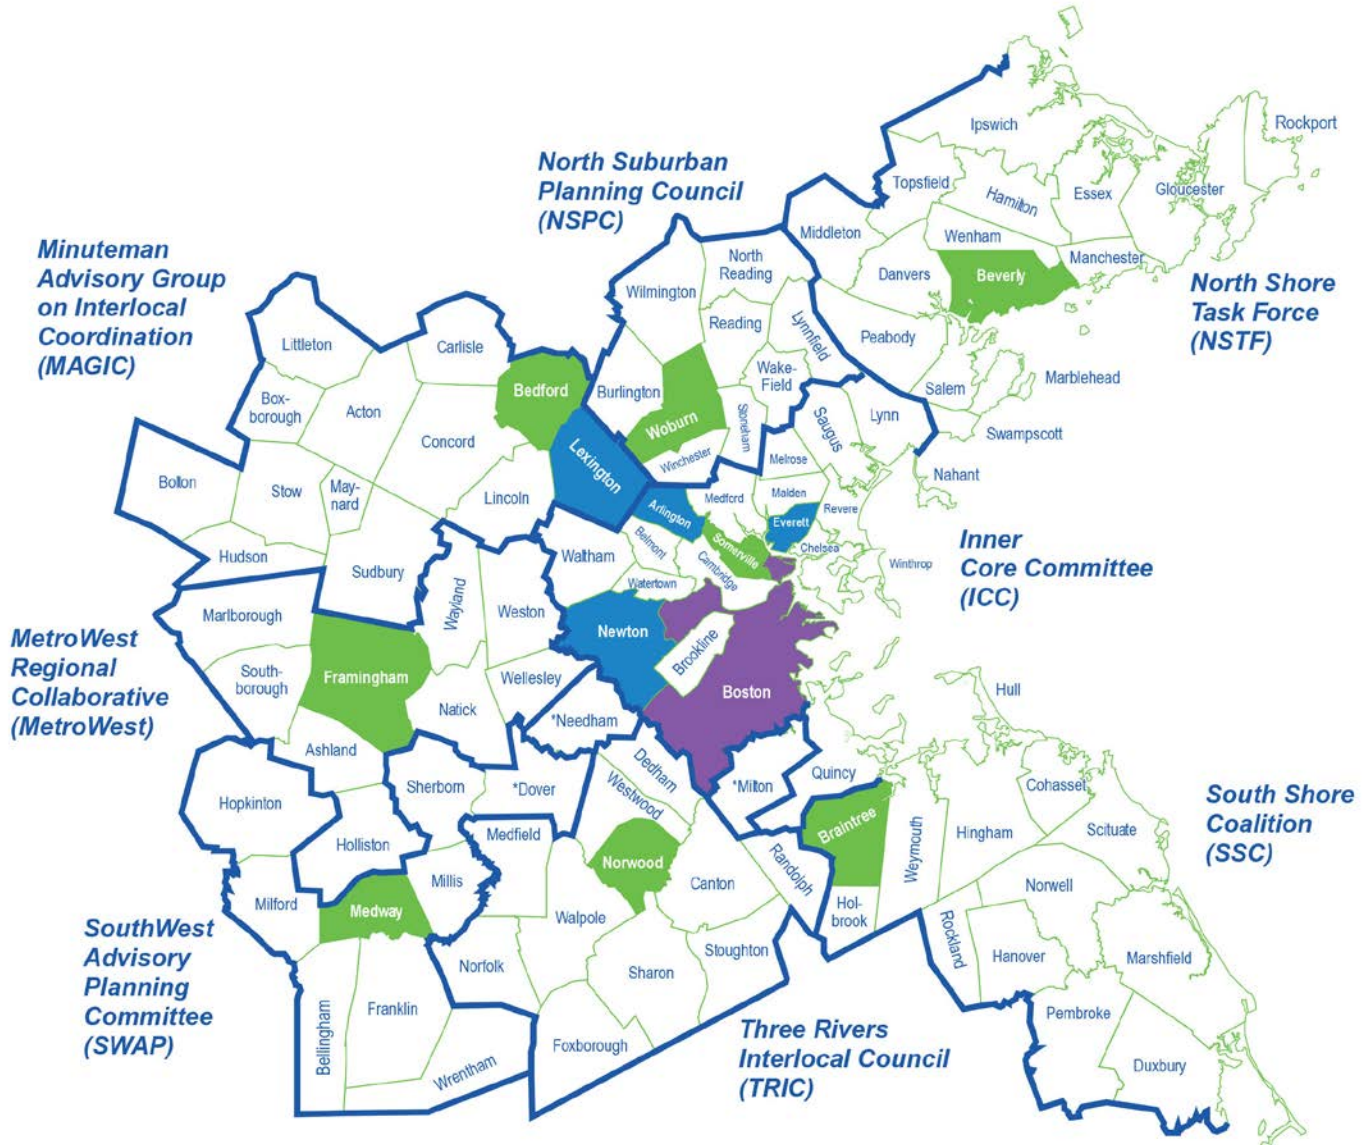 Ipswich
Rockport
North Suburban
Planning Council
(NSPC)
Topsfield
Hamilton
Essex
Gloucester
Middleton
Wenham
Manchester
Minuteman
Advisory Group
on Interlocal
Coordination
(MAGIC)
North
Reading
Danvers
Beverly
North Shore
Task Force
(NSTF)
Wilmington
Reading
Lynnfield
Peabody
Littleton
Carlisle
Marblehead
Bedford
Burlington
Wake-
Field
Salem
Box-
borough
Acton
Woburn
Stoneham
Saugus
Lynn
Swampscott
Concord
Lexington
Winchester
Melrose
Nahant
Bolton
Stow
May-
nard
Lincoln
Arlington
Medford
Malden
Everett
Revere
Inner
Core Committee
(ICC)
Hudson
Sudbury
Waltham
Belmont
Somerville
Cambridge
Chelsea
Winthrop
Watertown
Marlborough
Wayland
Weston
Newton
Brookline
MetroWest
Regional
Collaborative
(MetroWest)
South-
borough
Framingham
Wellesley
Boston
Hull
Natick
*Needham
Ashland
Dedham
Quincy
Cohasset
Sherborn
*Dover
Westwood
*Milton
South Shore
Coalition
(SSC)
Hopkinton
Braintree
Weymouth
Hingham
Scituate
Medfield
Holliston
Norwood
Randolph
Millis
Canton
Norwell
Milford
Medway
Walpole
Hol-
brook
SouthWest
Advisory
Planning
Committee
(SWAP)
Rockland
Hanover
Marshfield
Norfolk
Sharon
Stoughton
Franklin
Bellingham
Pembroke
Foxborough
Three Rivers
Interlocal Council
(TRIC)
Wrentham
Duxbury